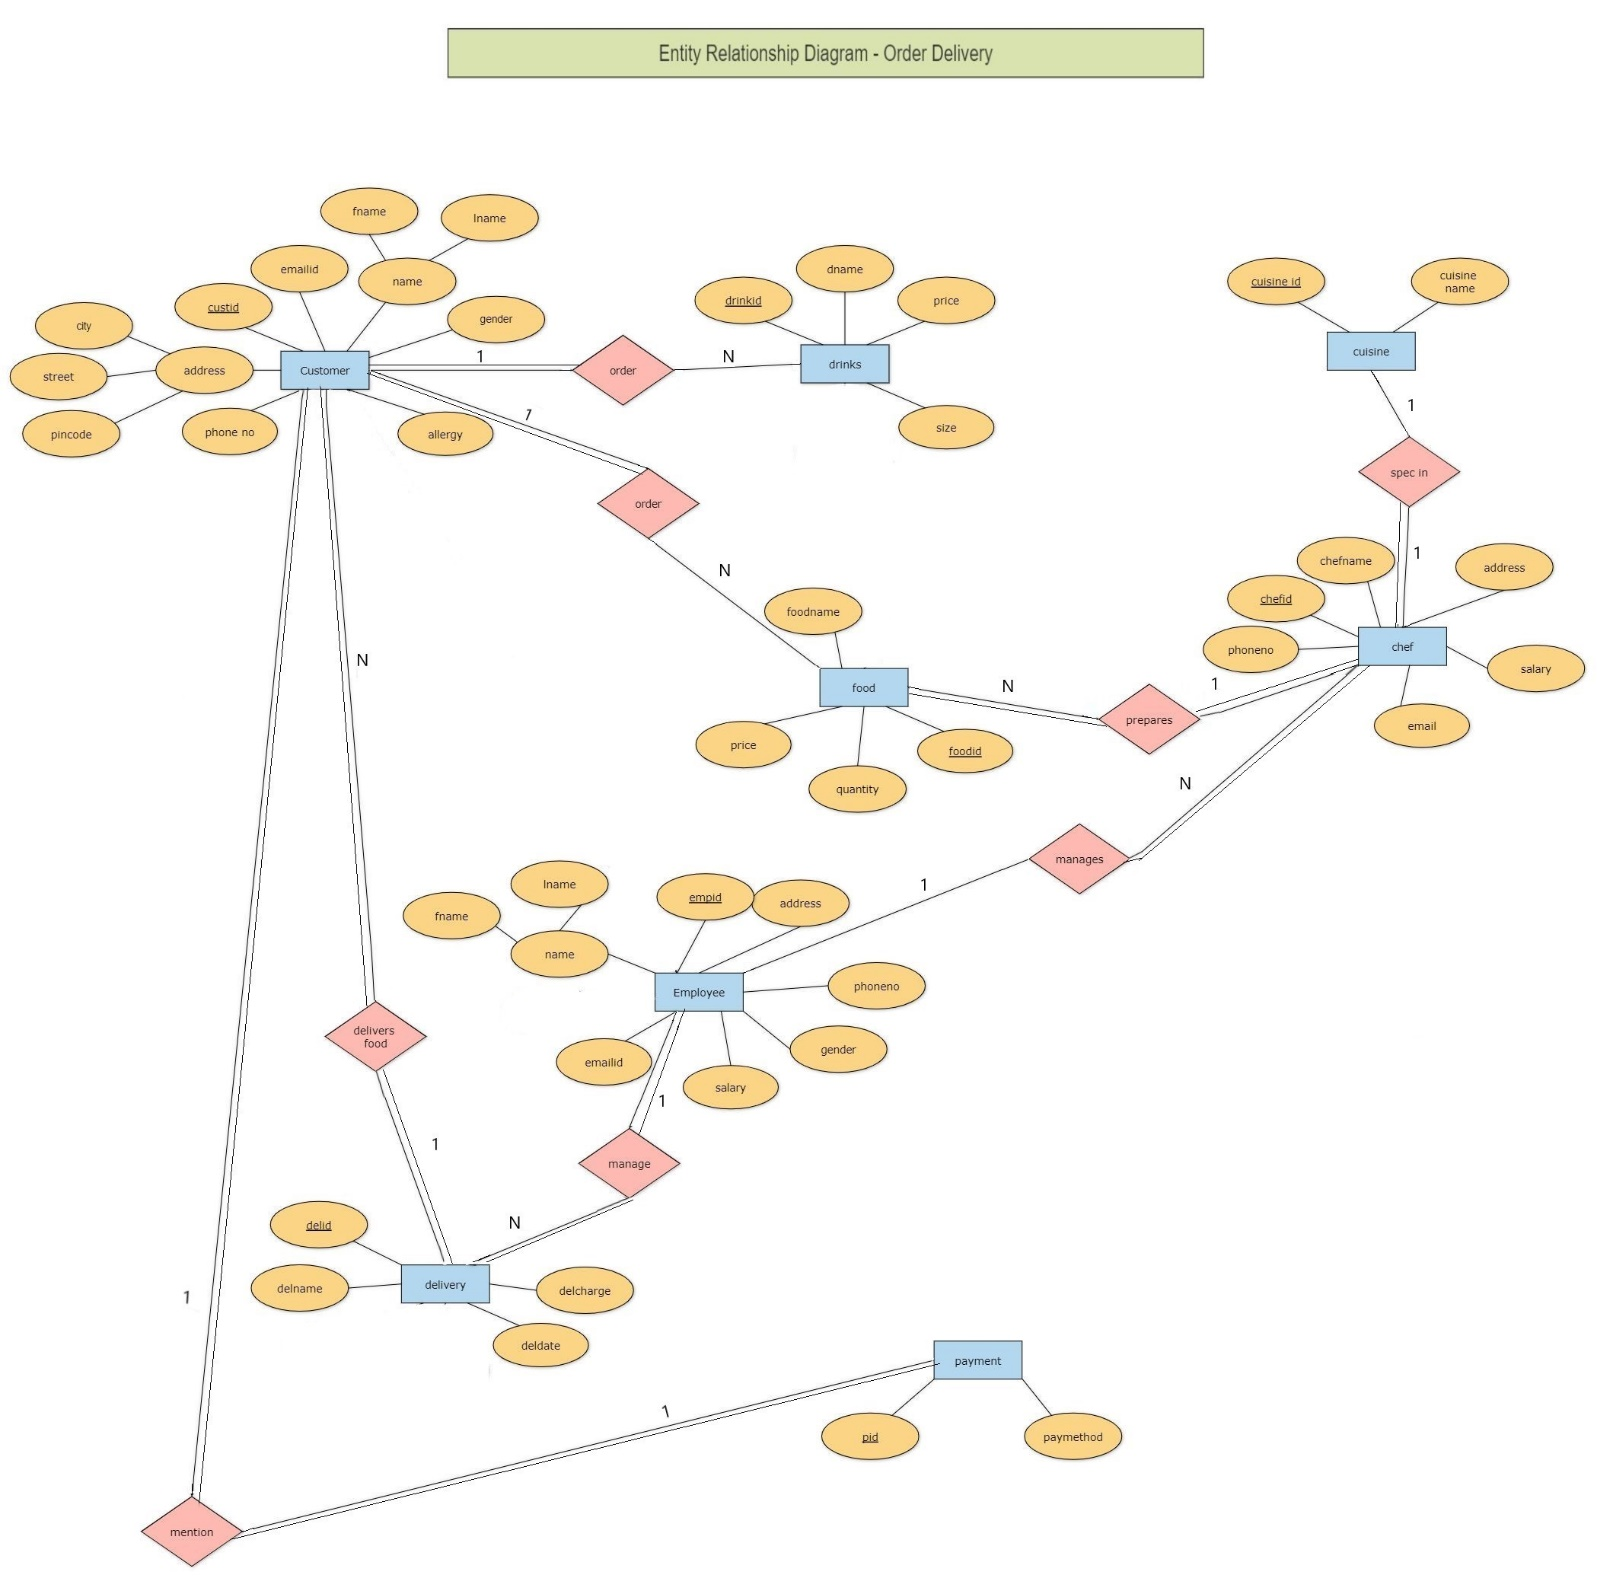 Entity Relationship Diagram - Order Delivery
fname
lname
emailid
name
custid
gender
city
street
address
pincode
phone no
Customer
allergy
1
order
N
drinkid
dname
price
drinks
size
cuisine id
cuisine
name
cuisine
1
spec in
1
1
order
N
foodname
food
price
quantity
foodid
N
prepares
1
chefname
address
chefid
phoneno
chef
salary
email
N
manages
1
N
lname
fname
name
empid
address
Employee
phoneno
gender
emailid
salary
1
manage
N
delivers
food
1
delid
delname
delivery
delcharge
deldate
1
mention
1
payment
pid
paymethod